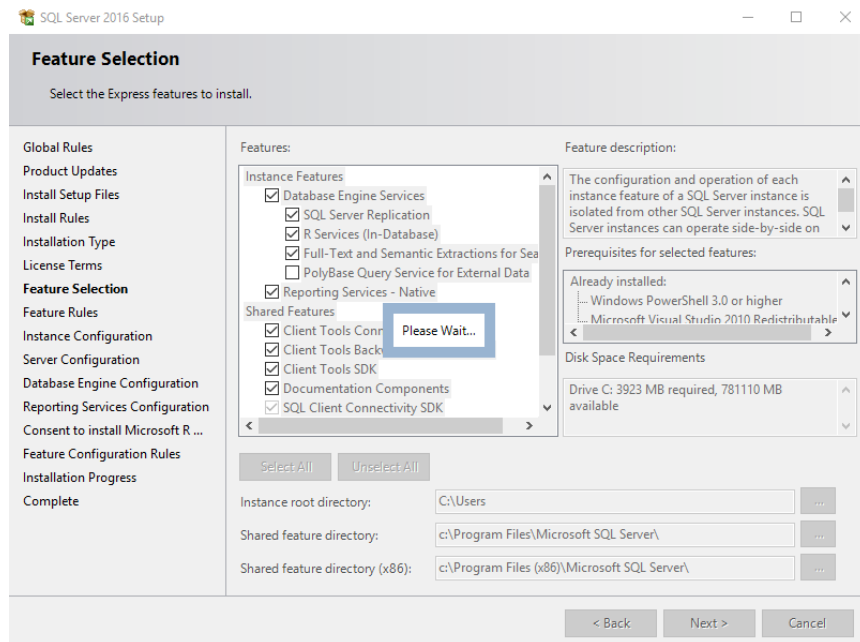 SQL Server 2016 Setup
Feature Selection
Select the Express features to install.
Global Rules
Product Updates
Install Setup Files
Install Rules
Installation Type
License Terms
Feature Selection
Feature Rules
Instance Configuration
Server Configuration
Database Engine Configuration
Reporting Services Configuration
Consent to install Microsoft R ...
Feature Configuration Rules
Installation Progress
Complete
Features:
Instance Features
Database Engine Services
SQL Server Replication
R Services (In-Database)
Full-Text and Semantic Extractions for Sea
PolyBase Query Service for External Data
Reporting Services - Native
Shared Features
Client Tools Conn
Client Tools Back
Client Tools SDK
Documentation Components
SQL Client Connectivity SDK
Please Wait...
Feature description:
The configuration and operation of each
instance feature of a SQL Server instance is
isolated from other SQL Server instances. SQL
Server instances can operate side-by-side on
Prerequisites for selected features:
Already installed:
Windows PowerShell 3.0 or higher
Microsoft Visual Studio 2010 Redistributable
Disk Space Requirements
Drive C: 3923 MB required, 781110 MB
available
Select All
Unselect All
Instance root directory:
C:\Users
...
Shared feature directory:
c:\Program Files\Microsoft SQL Server\
...
Shared feature directory (x86):
c:\Program Files (x86)\Microsoft SQL Server\
...
< Back
Next >
Cancel